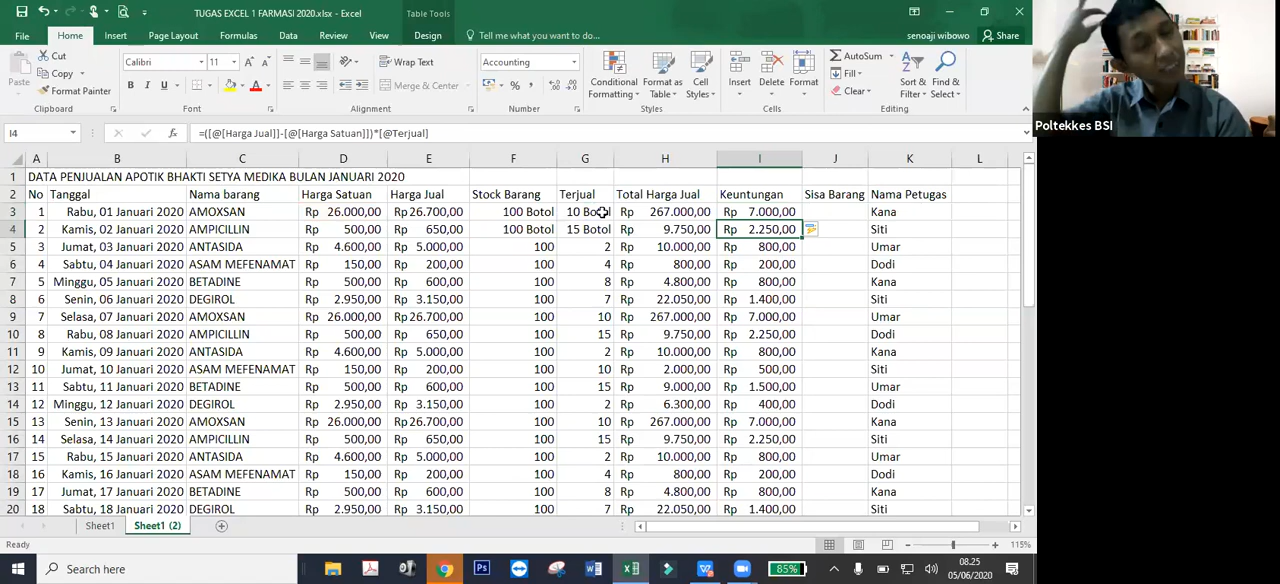 TUGAS EXCEL 1 FARMASI 2020.xlsx - Excel
Table Tools
File Home Insert Page Layout Formulas Data Review View Design Tell me what you want to do... senoaji wibowo Share
Paste
Cut
Copy
Format Painter
Clipboard
Calibri 11
B I U
Font
Wrap Text
Merge & Center
Alignment
Accounting
%
Number
Conditional Formatting
Format as Table
Cell Styles
Styles
Insert Delete Format
Cells
AutoSum
Fill
Clear
Sort & Filter
Find & Select
Editing
Poltekkes BSI
I4 fx =([@[Harga Jual]]-[@[Harga Satuan]])*[@Terjual]
A B C D E F G H I J K L
1 DATA PENJUALAN APOTIK BHAKTI SETYA MEDIKA BULAN JANUARI 2020
2 No Tanggal Nama barang Harga Satuan Harga Jual Stock Barang Terjual Total Harga Jual Keuntungan Sisa Barang Nama Petugas
3 1 Rabu, 01 Januari 2020 AMOXSAN Rp 26.000,00 Rp 26.700,00 100 Botol 10 Botol Rp 267.000,00 Rp 7.000,00 Kana
4 2 Kamis, 02 Januari 2020 AMPICILLIN Rp 500,00 Rp 650,00 100 Botol 15 Botol Rp 9.750,00 Rp 2.250,00 Siti
5 3 Jumat, 03 Januari 2020 ANTASIDA Rp 4.600,00 Rp 5.000,00 100 2 Rp 10.000,00 Rp 800,00 Umar
6 4 Sabtu, 04 Januari 2020 ASAM MEFENAMAT Rp 150,00 Rp 200,00 100 4 Rp 800,00 Rp 200,00 Dodi
7 5 Minggu, 05 Januari 2020 BETADINE Rp 500,00 Rp 600,00 100 8 Rp 4.800,00 Rp 800,00 Kana
8 6 Senin, 06 Januari 2020 DEGIROL Rp 2.950,00 Rp 3.150,00 100 7 Rp 22.050,00 Rp 1.400,00 Siti
9 7 Selasa, 07 Januari 2020 AMOXSAN Rp 26.000,00 Rp 26.700,00 100 10 Rp 267.000,00 Rp 7.000,00 Umar
10 8 Rabu, 08 Januari 2020 AMPICILLIN Rp 500,00 Rp 650,00 100 15 Rp 9.750,00 Rp 2.250,00 Dodi
11 9 Kamis, 09 Januari 2020 ANTASIDA Rp 4.600,00 Rp 5.000,00 100 2 Rp 10.000,00 Rp 800,00 Kana
12 10 Jumat, 10 Januari 2020 ASAM MEFENAMAT Rp 150,00 Rp 200,00 100 10 Rp 2.000,00 Rp 500,00 Siti
13 11 Sabtu, 11 Januari 2020 BETADINE Rp 500,00 Rp 600,00 100 15 Rp 9.000,00 Rp 1.500,00 Umar
14 12 Minggu, 12 Januari 2020 DEGIROL Rp 2.950,00 Rp 3.150,00 100 2 Rp 6.300,00 Rp 400,00 Dodi
15 13 Senin, 13 Januari 2020 AMOXSAN Rp 26.000,00 Rp 26.700,00 100 10 Rp 267.000,00 Rp 7.000,00 Kana
16 14 Selasa, 14 Januari 2020 AMPICILLIN Rp 500,00 Rp 650,00 100 15 Rp 9.750,00 Rp 2.250,00 Siti
17 15 Rabu, 15 Januari 2020 ANTASIDA Rp 4.600,00 Rp 5.000,00 100 2 Rp 10.000,00 Rp 800,00 Umar
18 16 Kamis, 16 Januari 2020 ASAM MEFENAMAT Rp 150,00 Rp 200,00 100 4 Rp 800,00 Rp 200,00 Dodi
19 17 Jumat, 17 Januari 2020 BETADINE Rp 500,00 Rp 600,00 100 8 Rp 4.800,00 Rp 800,00 Kana
20 18 Sabtu, 18 Januari 2020 DEGIROL Rp 2.950,00 Rp 3.150,00 100 7 Rp 22.050,00 Rp 1.400,00 Siti
Sheet1 Sheet1 (2)
Ready 115%
Search here 85% 08.25
05/06/2020